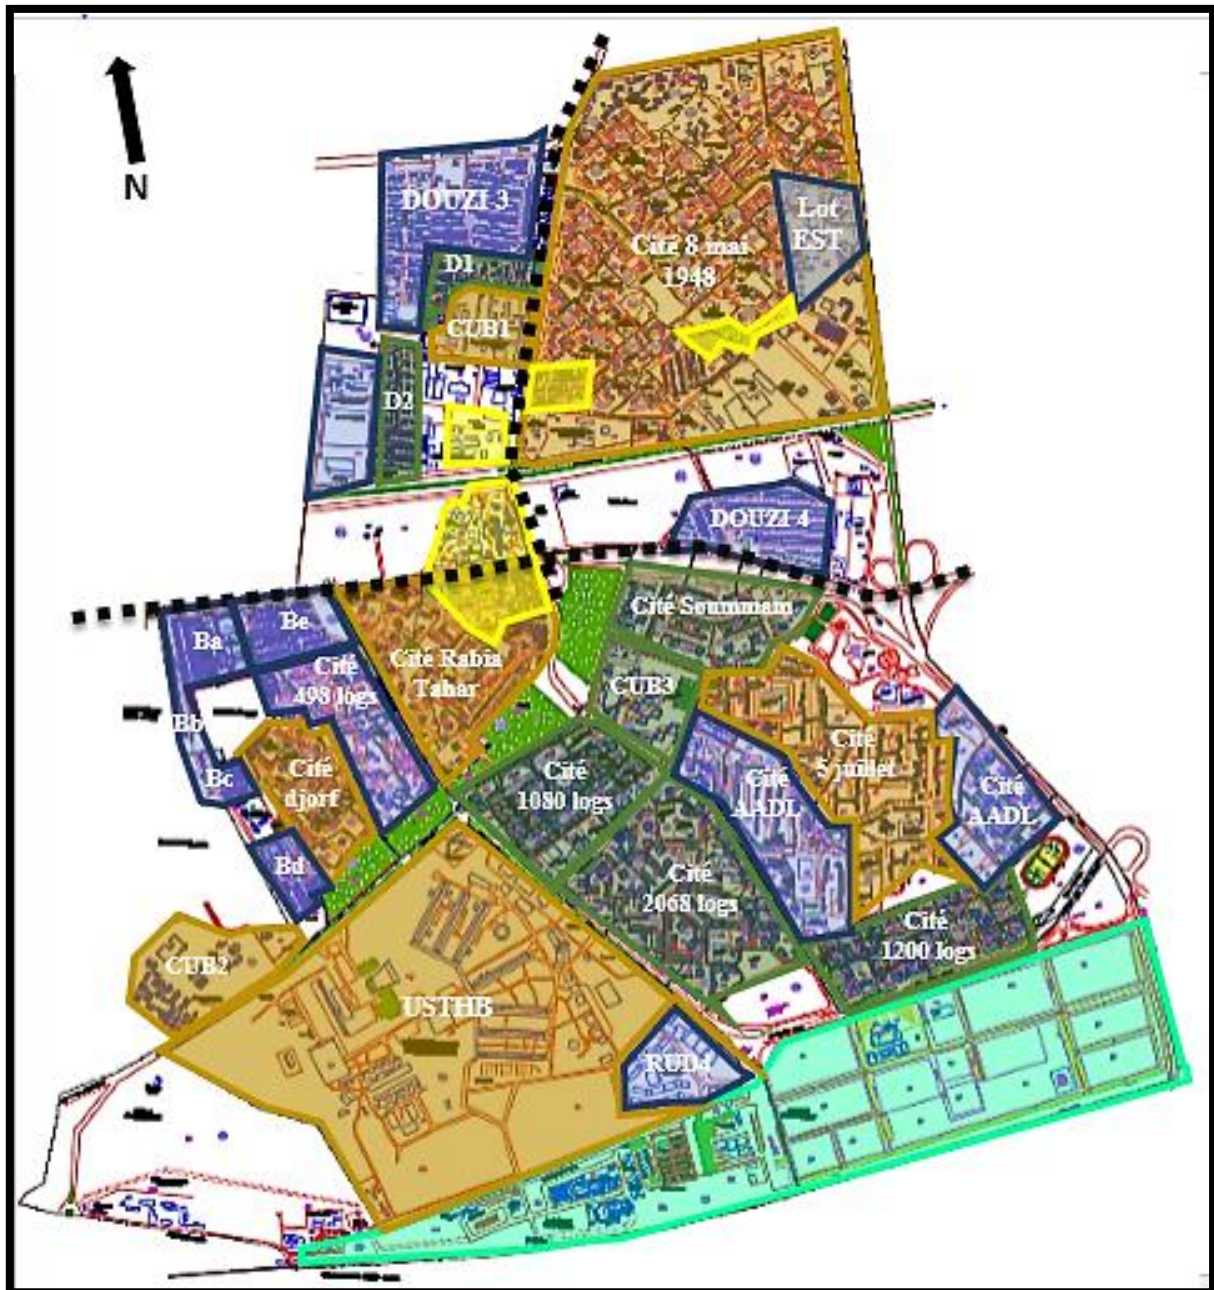 N
DOUZI 3
Lot
EST
Cité 8 mai
1948
D1
CUB1
D2
DOUZI 4
Cité Soummam
Ba
Be
Cité
498 logs
Cité Rabia
Tahar
CUB3
Bb
Bc
Cité
djorf
Cité
1080 logs
Cité
5 juillet
Cité
AADL
Cité
AADL
Bd
Cité
2068 logs
Cité
1200 logs
CUB2
USTHB
RUD4